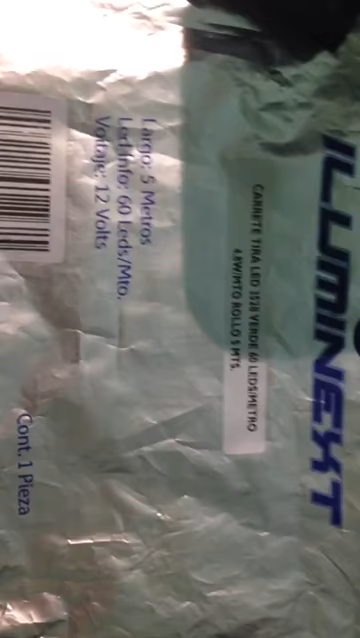 ILLUMINEXT
CARRETE TIRA LED 3528 VERDE 60 LEDS/METRO
4.8W/MTO ROLLO 5 MTS.
Largo: 5 Metros
Led Info: 60 Leds/Mto.
Voltaje: 12 Volts
Cont. 1 Pieza